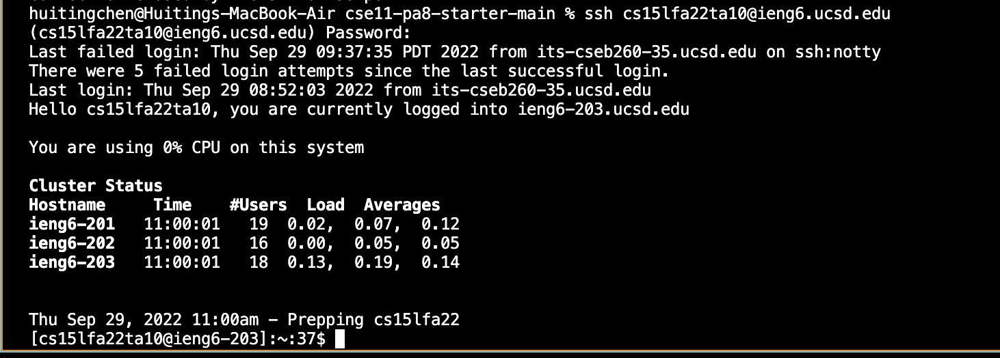 huitingchen@Huitings-MacBook-Air cse11-pa8-starter-main % ssh cs15lfa22ta10@ieng6.ucsd.edu
(cs15lfa22ta10@ieng6.ucsd.edu) Password:
Last failed login: Thu Sep 29 09:37:35 PDT 2022 from its-cseb260-35.ucsd.edu on ssh:notty
There were 5 failed login attempts since the last successful login.
Last login: Thu Sep 29 08:52:03 2022 from its-cseb260-35.ucsd.edu
Hello cs15lfa22ta10, you are currently logged into ieng6-203.ucsd.edu
You are using 0% CPU on this system
Cluster Status
Hostname Time #Users Load Averages
ieng6-201 11:00:01 19 0.02, 0.07, 0.12
ieng6-202 11:00:01 16 0.00, 0.05, 0.05
ieng6-203 11:00:01 18 0.13, 0.19, 0.14
Thu Sep 29, 2022 11:00am - Prepping cs15lfa22
[cs15lfa22ta10@ieng6-203]:~:37$